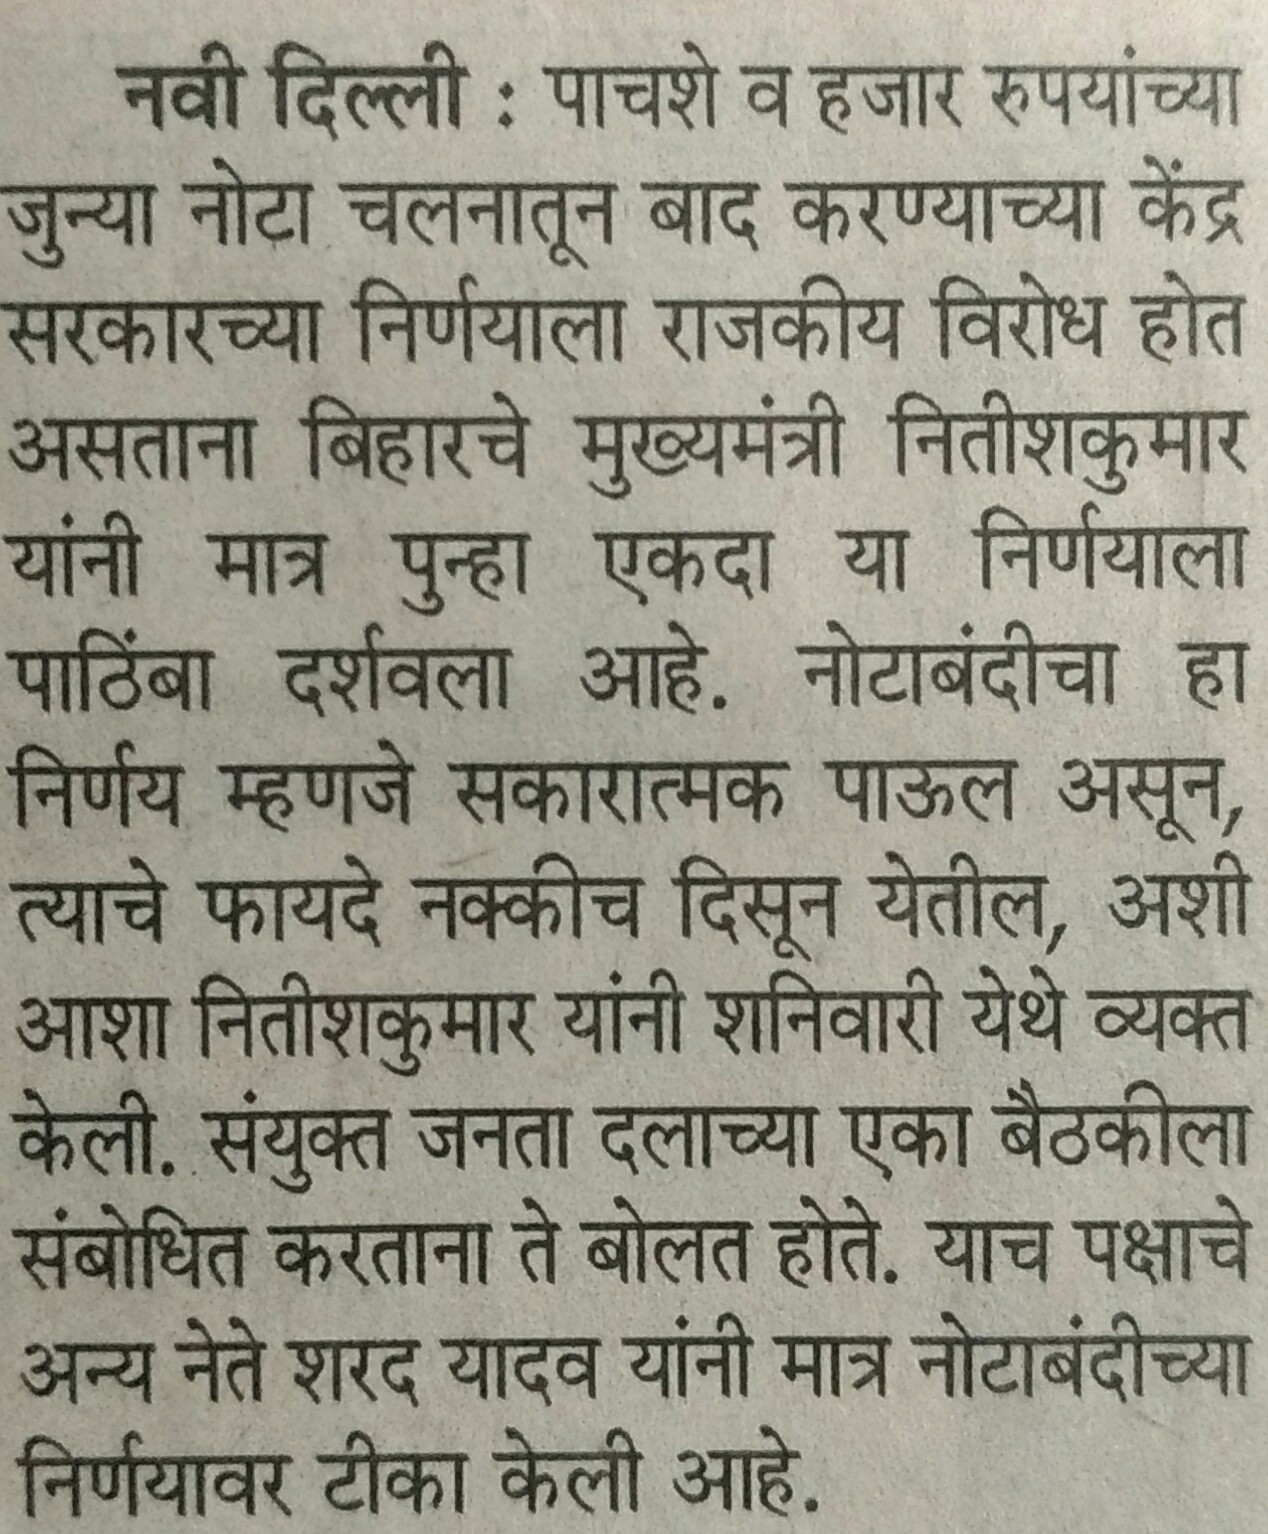 नवी दिल्ली : पाचशे व हजार रुपयांच्या
जुन्या नोटा चलनातून बाद करण्याच्या केंद्र
सरकारच्या निर्णयाला राजकीय विरोध होत
असताना बिहारचे मुख्यमंत्री नितीशकुमार
यांनी मात्र पुन्हा एकदा या निर्णयाला
पाठिंबा दर्शवला आहे. नोटाबंदीचा हा
निर्णय म्हणजे सकारात्मक पाऊल असून,
त्याचे फायदे नक्कीच दिसून येतील, अशी
आशा नितीशकुमार यांनी शनिवारी येथे व्यक्त
केली. संयुक्त जनता दलाच्या एका बैठकीला
संबोधित करताना ते बोलत होते. याच पक्षाचे
अन्य नेते शरद यादव यांनी मात्र नोटाबंदीच्या
निर्णयावर टीका केली आहे.